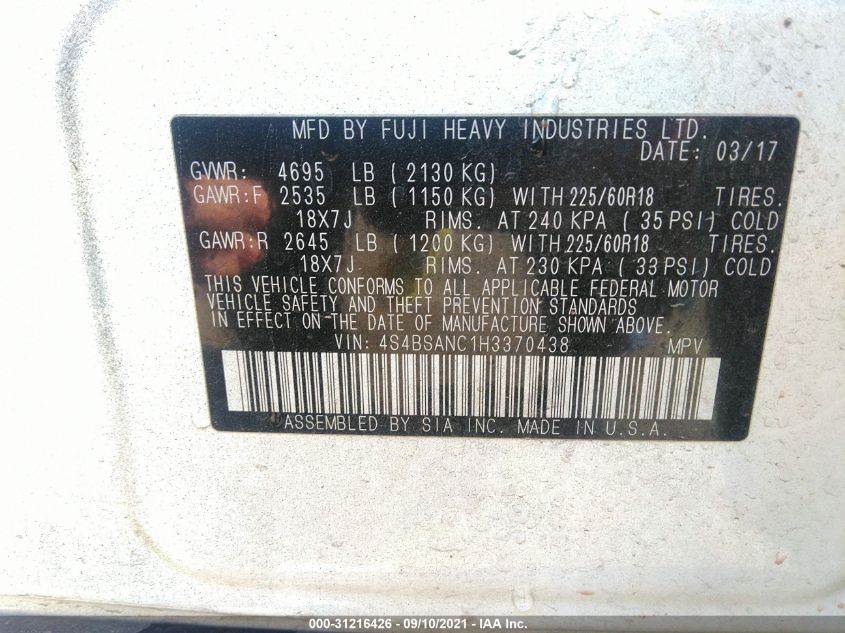 MFD BY FUJI HEAVY INDUSTRIES LTD.
DATE: 03/17
GVWR: 4695 LB ( 2130 KG)
GAWR:F 2535 LB ( 1150 KG) WITH 225/60R18 TIRES.
18X7J RIMS. AT 240 KPA ( 35 PSI) COLD
GAWR:R 2645 LB ( 1200 KG) WITH 225/60R18 TIRES.
18X7J RIMS. AT 230 KPA ( 33 PSI) COLD
THIS VEHICLE CONFORMS TO ALL APPLICABLE FEDERAL MOTOR
VEHICLE SAFETY AND THEFT PREVENTION STANDARDS
IN EFFECT ON THE DATE OF MANUFACTURE SHOWN ABOVE.
VIN: 4S4BSANC1H3370438 MPV
ASSEMBLED BY SIA INC. MADE IN U.S.A.
000-31216426 - 09/10/2021 - IAA Inc.